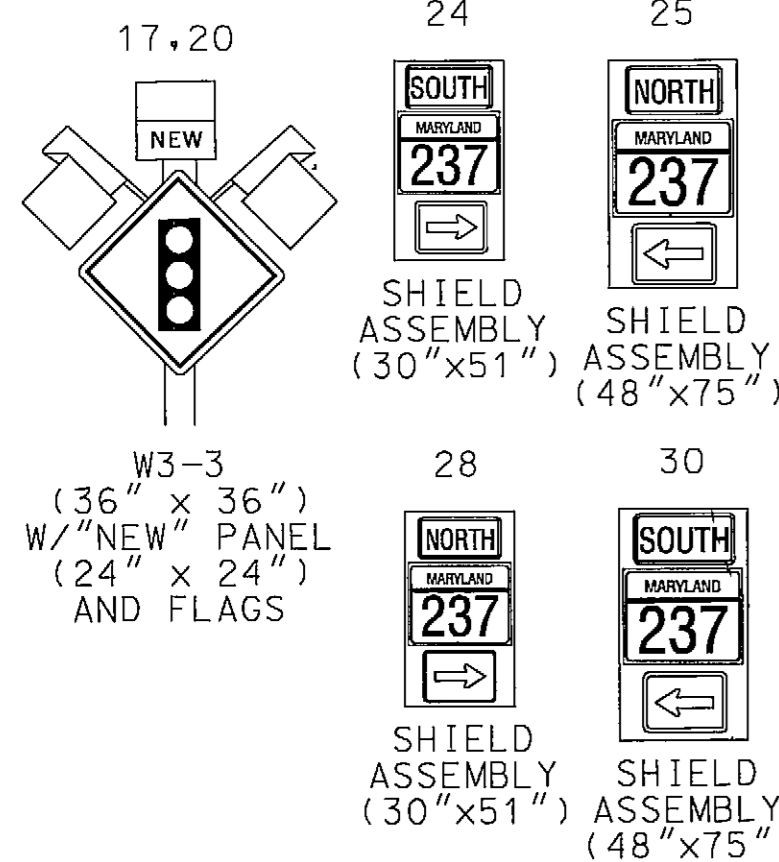 17,20
NEW
W3-3
(36" x 36")
W/"NEW" PANEL
(24" x 24")
AND FLAGS
24
SOUTH
MARYLAND
237
SHIELD
ASSEMBLY
(30"x51")
25
NORTH
MARYLAND
237
SHIELD
ASSEMBLY
(48"x75")
28
NORTH
MARYLAND
237
SHIELD
ASSEMBLY
(30"x51")
30
SOUTH
MARYLAND
237
SHIELD
ASSEMBLY
(48"x75"